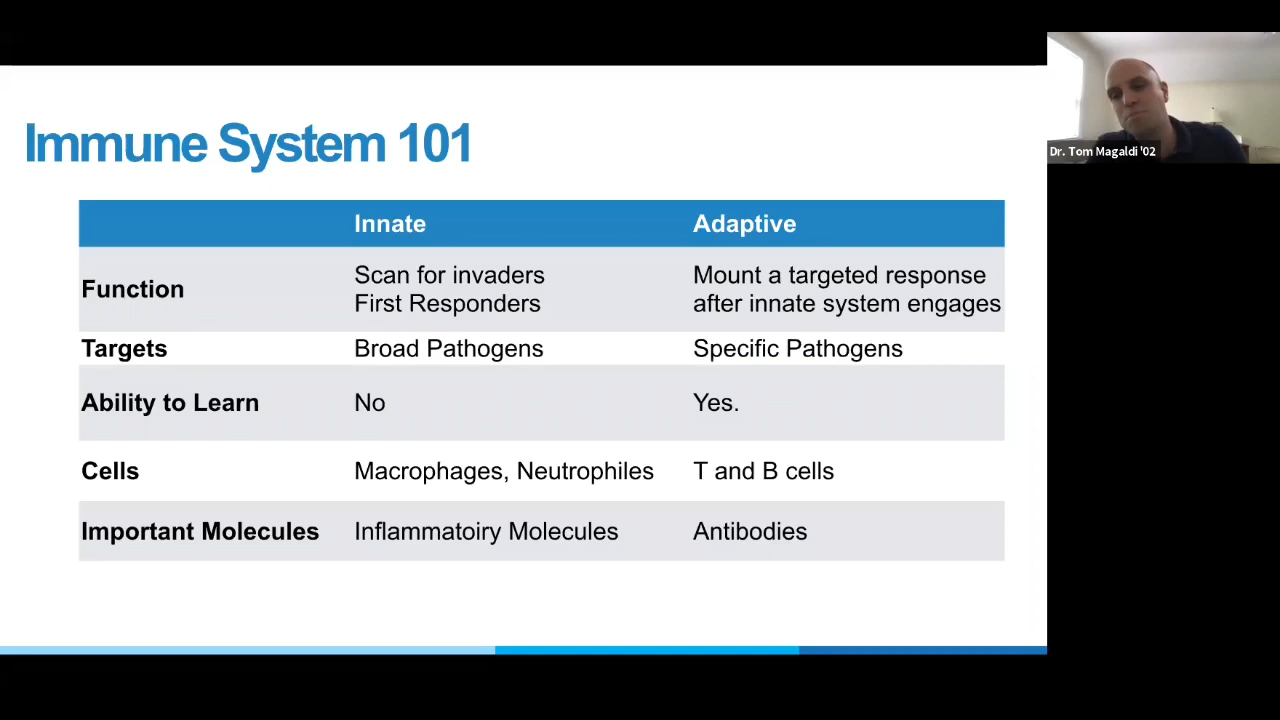 Immune System 101
Dr. Tom Magaldi '02
Innate Adaptive
Function
Scan for invaders
First Responders
Mount a targeted response
after innate system engages
Targets Broad Pathogens Specific Pathogens
Ability to Learn No Yes.
Cells Macrophages, Neutrophiles T and B cells
Important Molecules Inflammatoiry Molecules Antibodies